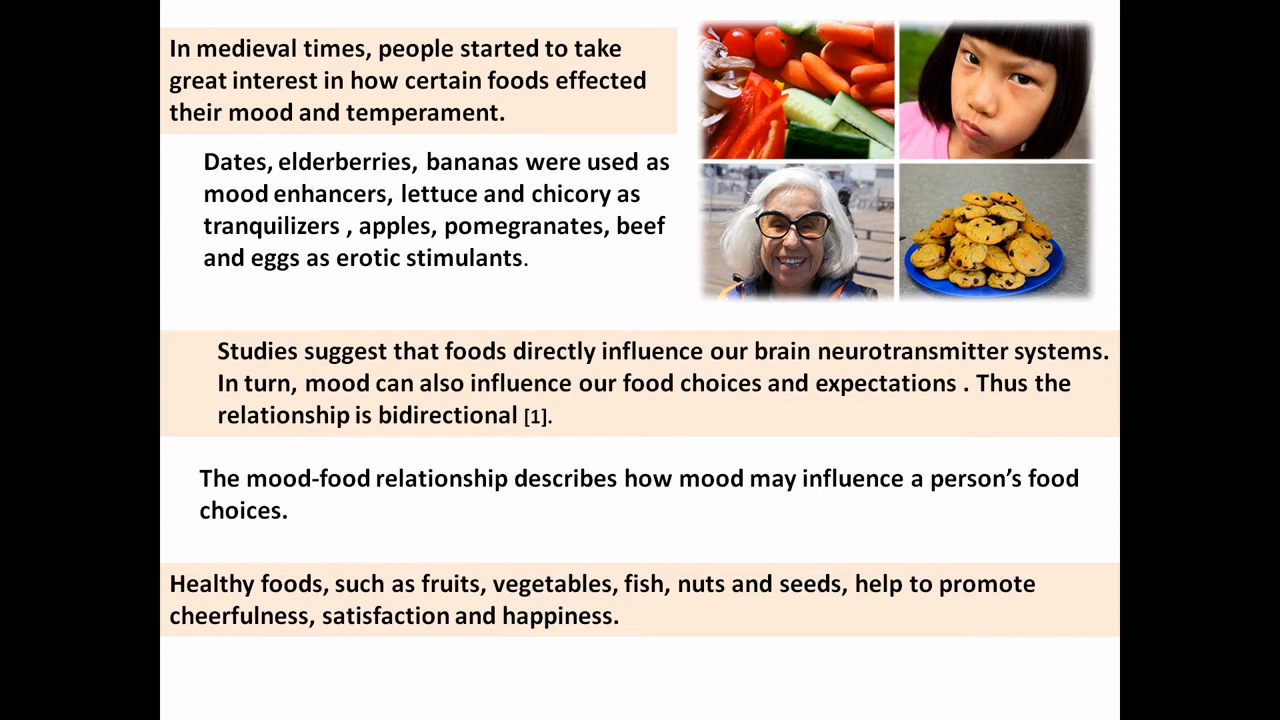 In medieval times, people started to take
great interest in how certain foods effected
their mood and temperament.
Dates, elderberries, bananas were used as
mood enhancers, lettuce and chicory as
tranquilizers , apples, pomegranates, beef
and eggs as erotic stimulants.
Studies suggest that foods directly influence our brain neurotransmitter systems.
In turn, mood can also influence our food choices and expectations . Thus the
relationship is bidirectional [1].
The mood-food relationship describes how mood may influence a person’s food
choices.
Healthy foods, such as fruits, vegetables, fish, nuts and seeds, help to promote
cheerfulness, satisfaction and happiness.